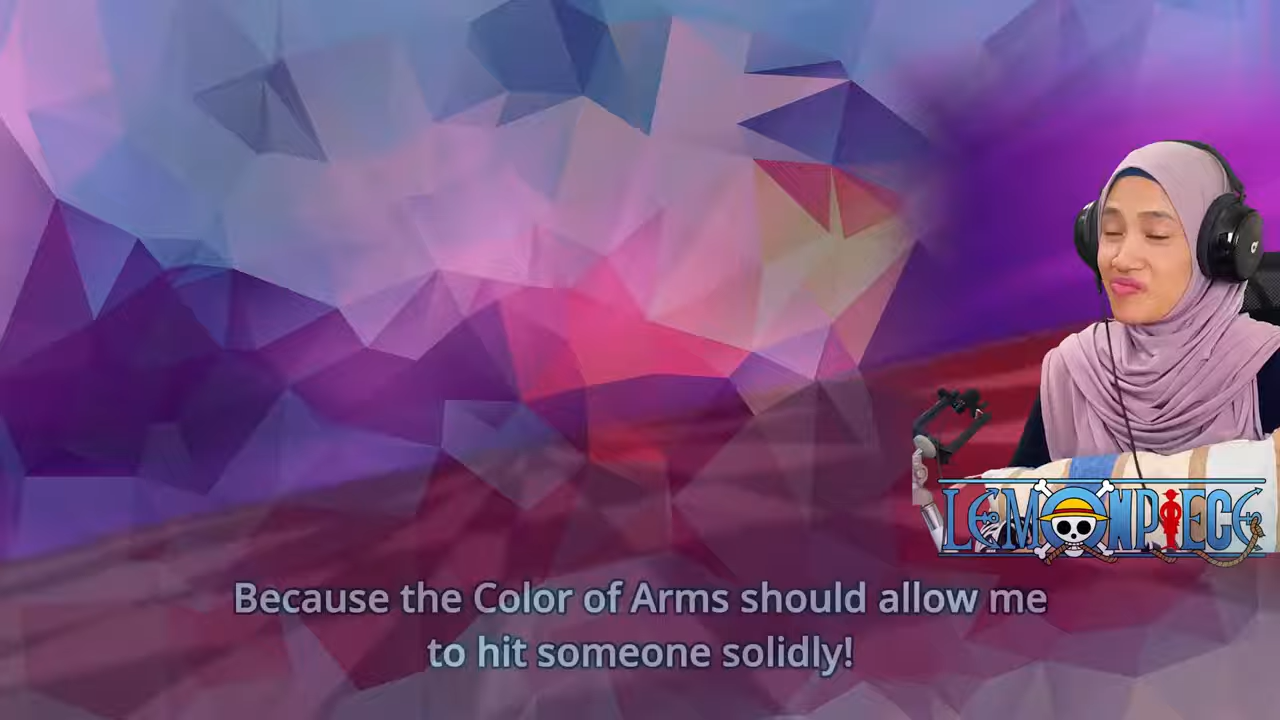 LEMONPIECE
Because the Color of Arms should allow me
to hit someone solidly!